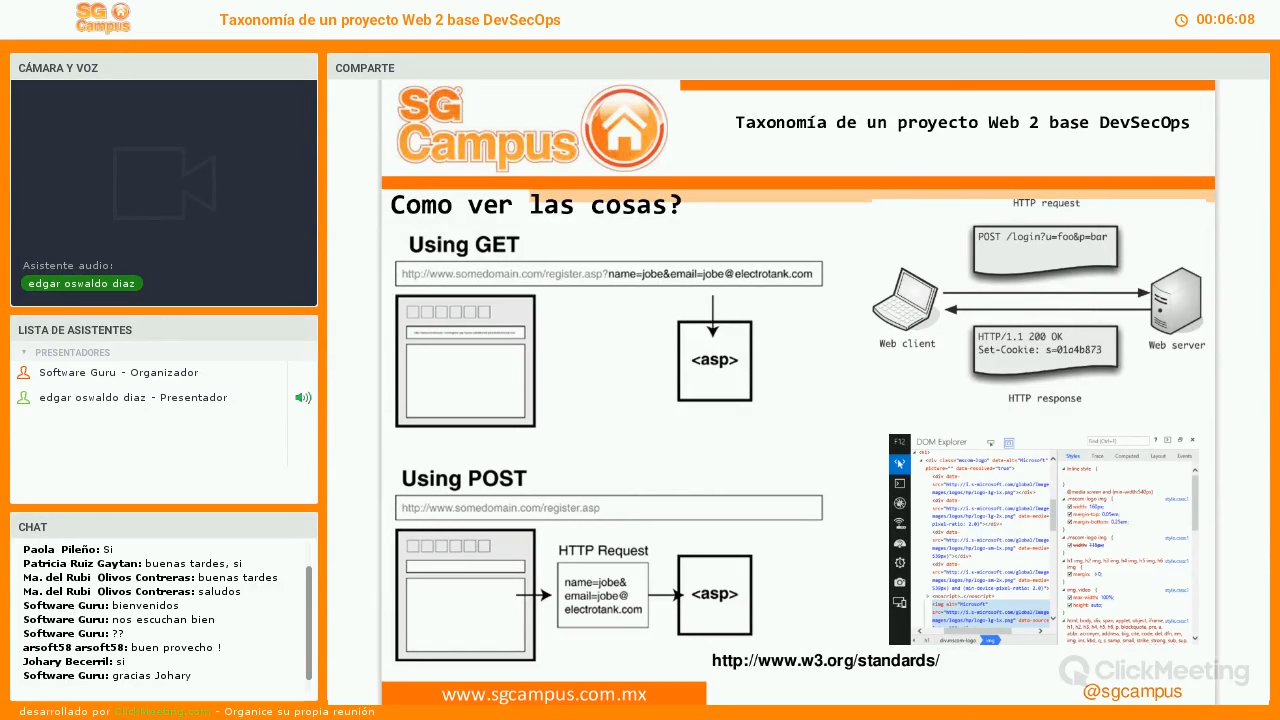 SG
Campus
Taxonomía de un proyecto Web 2 base DevSecOps
00:06:08
CÁMARA Y VOZ
Asistente audio:
edgar oswaldo diaz
LISTA DE ASISTENTES
PRESENTADORES
Software Guru - Organizador
edgar oswaldo diaz - Presentador
CHAT
Paola Pileño: Si
Patricia Ruiz Gaytan: buenas tardes, si
Ma. del Rubi Olivos Contreras: buenas tardes
Ma. del Rubi Olivos Contreras: saludos
Software Guru: bienvenidos
Software Guru: nos escuchan bien
Software Guru: ??
arsoft58 arsoft58: buen provecho !
Johary Becerril: si
Software Guru: gracias Johary
desarrollado por ClickMeeting.com - Organice su propia reunión
COMPARTE
SG
Campus
Taxonomía de un proyecto Web 2 base DevSecOps
Como ver las cosas?
Using GET
http://www.somedomain.com/register.asp?name=jobe&email=jobe@electrotank.com
<asp>
Using POST
http://www.somedomain.com/register.asp
HTTP Request
name=jobe&
email=jobe@
electrotank.com
<asp>
HTTP request
POST /login?u=foo&p=bar
Web client
Web server
HTTP/1.1 200 OK
Set-Cookie: s=01a4b873
HTTP response
F12
DOM Explorer
Find (Ctrl+F)
Styles Trace Computed Layout Events
http://www.w3.org/standards/
ClickMeeting
@sgcampus
www.sgcampus.com.mx